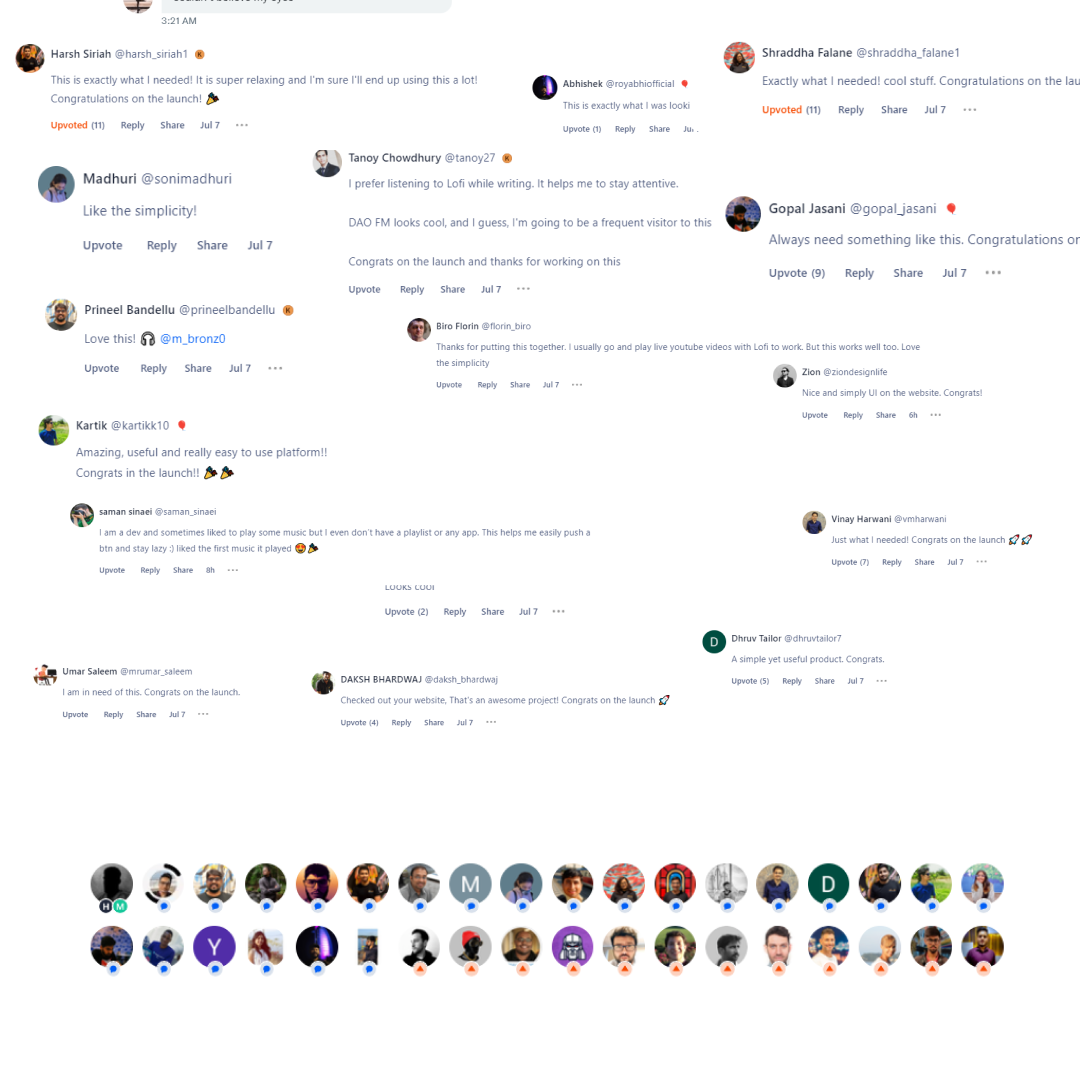 3:21 AM
Harsh Siriah @harsh_siriah1 K
This is exactly what I needed! It is super relaxing and I'm sure I'll end up using this a lot!
Congratulations on the launch! 🎉
Upvoted (11) Reply Share Jul 7 •••
Abhishek @royabhiofficial 🎈
This is exactly what I was looki
Upvote (1) Reply Share
Shraddha Falane @shraddha_falane1
Exactly what I needed! cool stuff. Congratulations on the lau
Upvoted (11) Reply Share Jul 7 •••
Madhuri @sonimadhuri
Like the simplicity!
Upvote Reply Share Jul 7
Tanoy Chowdhury @tanoy27 K
I prefer listening to Lofi while writing. It helps me to stay attentive.
DAO FM looks cool, and I guess, I'm going to be a frequent visitor to this
Congrats on the launch and thanks for working on this
Upvote Reply Share Jul 7 •••
Gopal Jasani @gopal_jasani 🎈
Always need something like this. Congratulations or
Upvote (9) Reply Share Jul 7 •••
Prineel Bandellu @prineelbandellu K
Love this! 🎧 @m_bronz0
Upvote Reply Share Jul 7 •••
Biro Florin @florin_biro
Thanks for putting this together. I usually go and play live youtube videos with Lofi to work. But this works well too. Love
the simplicity
Upvote Reply Share Jul 7 •••
Zion @ziondesignlife
Nice and simply UI on the website. Congrats!
Upvote Reply Share 6h •••
Kartik @kartikk10 🎈
Amazing, useful and really easy to use platform!!
Congrats in the launch!! 🎉🎉
saman sinaei @saman_sinaei
I am a dev and sometimes liked to play some music but I even don't have a playlist or any app. This helps me easily push a
btn and stay lazy :) liked the first music it played 😍🎉
Upvote Reply Share 8h •••
Vinay Harwani @vmharwani
Just what I needed! Congrats on the launch 🚀🚀
Upvote (7) Reply Share Jul 7 •••
Looks cool
Upvote (2) Reply Share Jul 7 •••
D
Dhruv Tailor @dhruvtailor7
A simple yet useful product. Congrats.
Upvote (5) Reply Share Jul 7 •••
Umar Saleem @mrumar_saleem
I am in need of this. Congrats on the launch.
Upvote Reply Share Jul 7 •••
DAKSH BHARDWAJ @daksh_bhardwaj
Checked out your website, That's an awesome project! Congrats on the launch 🚀
Upvote (4) Reply Share Jul 7 •••
M D
H M
Y